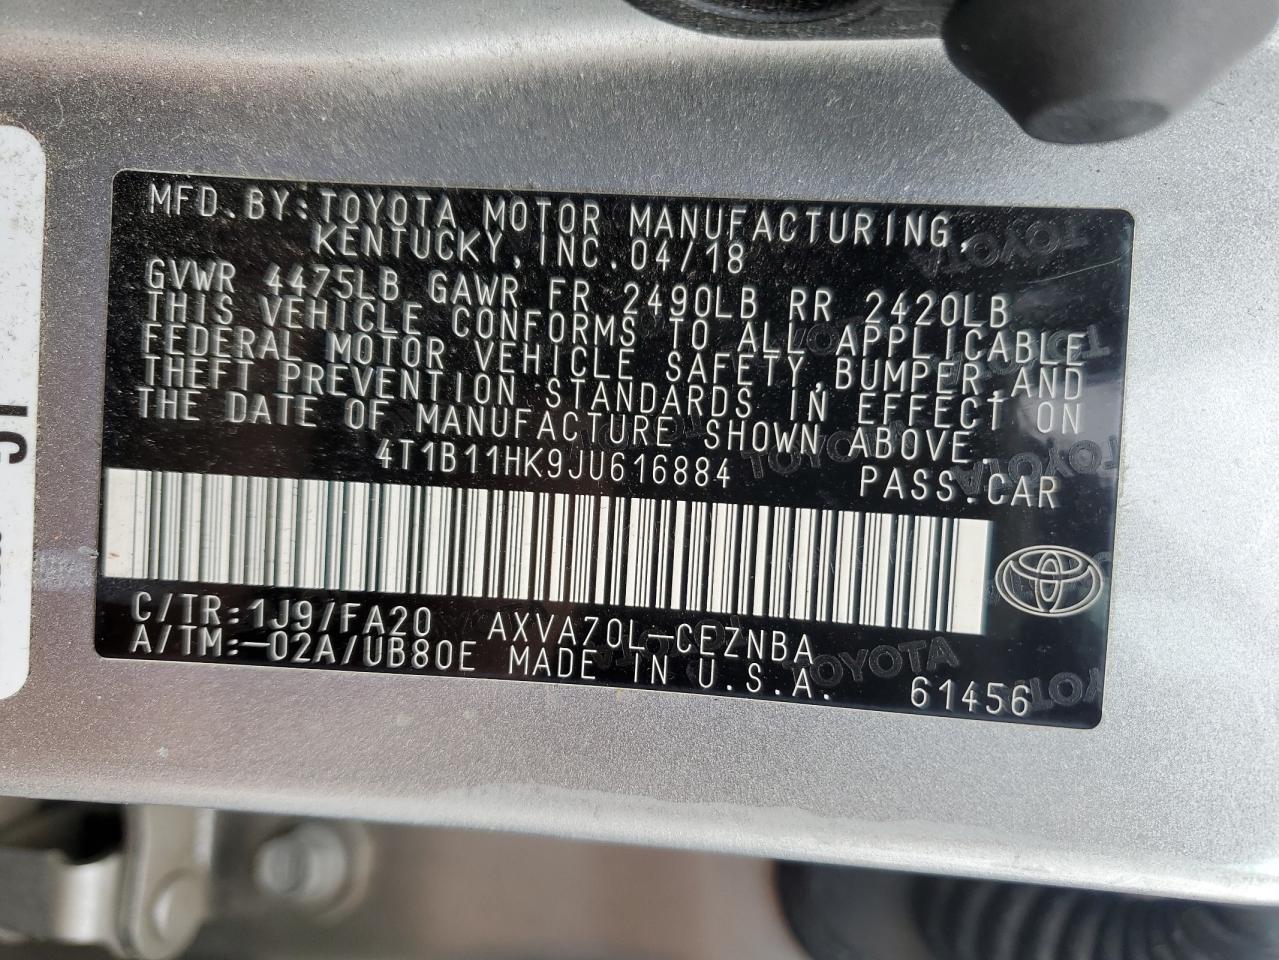 MFD.BY:TOYOTA MOTOR MANUFACTURING,
KENTUCKY,INC.04/18
GVWR 4475LB GAWR FR 2490LB RR 2420LB
THIS VEHICLE CONFORMS TO ALL APPLICABLE
FEDERAL MOTOR VEHICLE SAFETY,BUMPER,AND
THEFT PREVENTION STANDARDS IN EFFECT ON
THE DATE OF MANUFACTURE SHOWN ABOVE.
4T1B11HK9JU616884 PASS.CAR
C/TR:1J9/FA20 AXVA70L-CEZNBA
A/TM:-02A/UB80E MADE IN U.S.A. 61456
TOYOTA